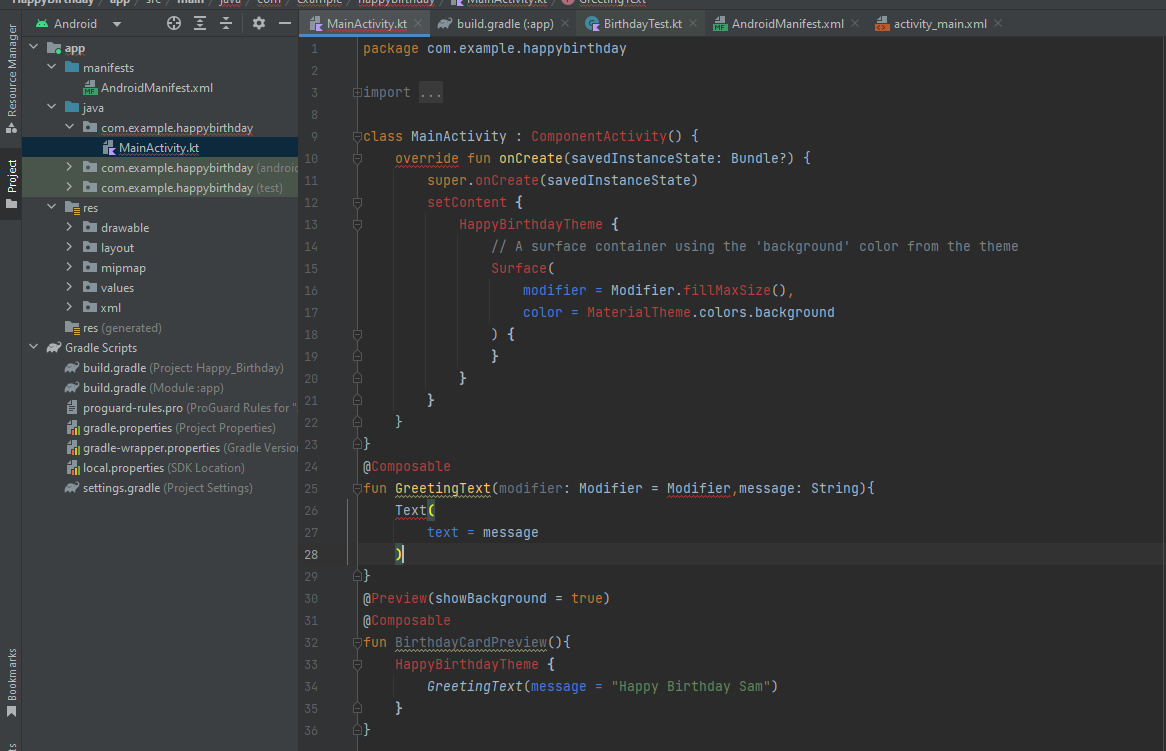 HappyBirthday / app / src / main / java / com / example / happybirthday / MainActivity.kt / GreetingText
Android
MainActivity.kt
build.gradle (:app)
BirthdayTest.kt
AndroidManifest.xml
activity_main.xml
Resource Manager
Project
Bookmarks
app
manifests
AndroidManifest.xml
java
com.example.happybirthday
MainActivity.kt
com.example.happybirthday (android
com.example.happybirthday (test)
res
drawable
layout
mipmap
values
xml
res (generated)
Gradle Scripts
build.gradle (Project: Happy_Birthday)
build.gradle (Module :app)
proguard-rules.pro (ProGuard Rules for ":
gradle.properties (Project Properties)
gradle-wrapper.properties (Gradle Version
local.properties (SDK Location)
settings.gradle (Project Settings)
1 package com.example.happybirthday
2
3 import ...
8
9 class MainActivity : ComponentActivity() {
10 override fun onCreate(savedInstanceState: Bundle?) {
11 super.onCreate(savedInstanceState)
12 setContent {
13 HappyBirthdayTheme {
14 // A surface container using the 'background' color from the theme
15 Surface(
16 modifier = Modifier.fillMaxSize(),
17 color = MaterialTheme.colors.background
18 ) {
19 }
20 }
21 }
22 }
23 }
24 @Composable
25 fun GreetingText(modifier: Modifier = Modifier,message: String){
26 Text(
27 text = message
28 )
29 }
30 @Preview(showBackground = true)
31 @Composable
32 fun BirthdayCardPreview(){
33 HappyBirthdayTheme {
34 GreetingText(message = "Happy Birthday Sam")
35 }
36 }